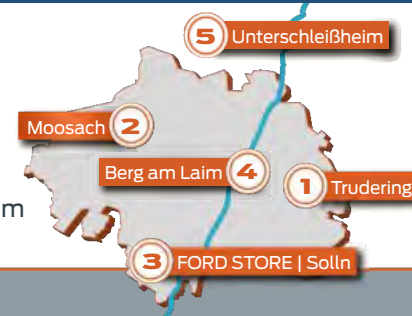 5 Unterschleißheim
Moosach 2
Berg am Laim 4
1 Trudering
m
3 FORD STORE | Solln